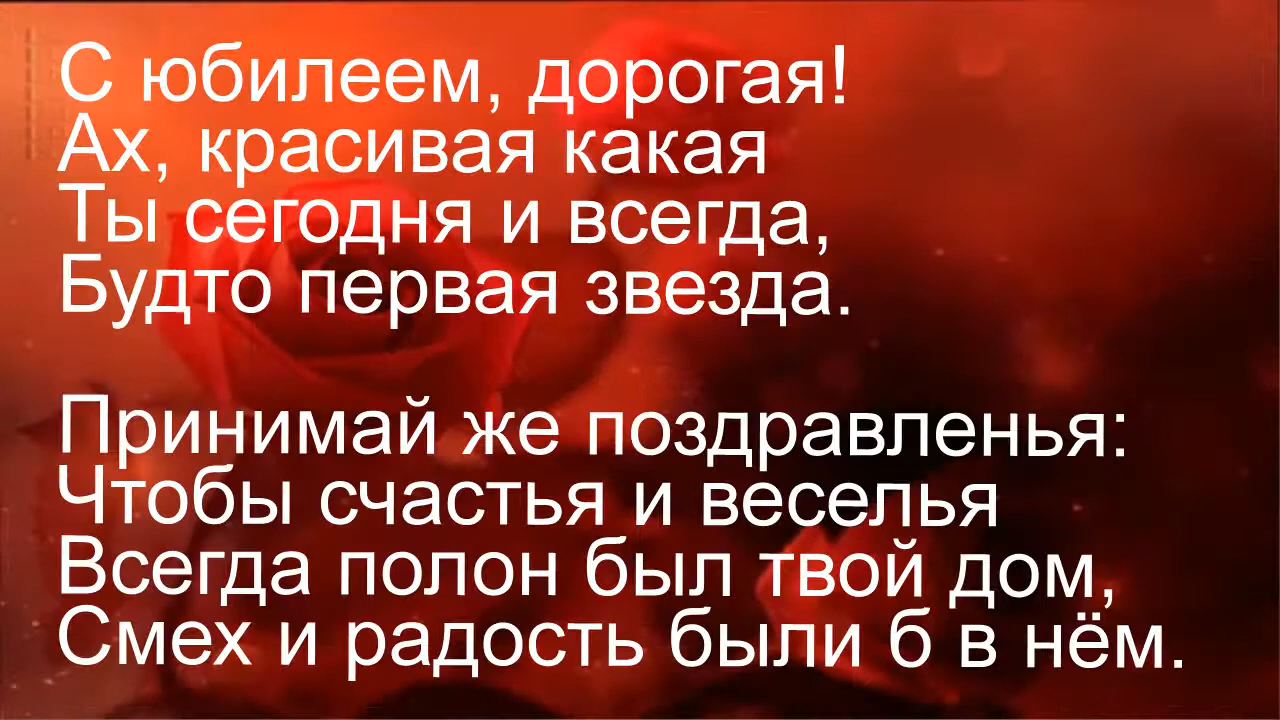 С юбилеем, дорогая!
Ах, красивая какая
Ты сегодня и всегда,
Будто первая звезда.

Принимай же поздравленья:
Чтобы счастья и веселья
Всегда полон был твой дом,
Смех и радость были б в нём.